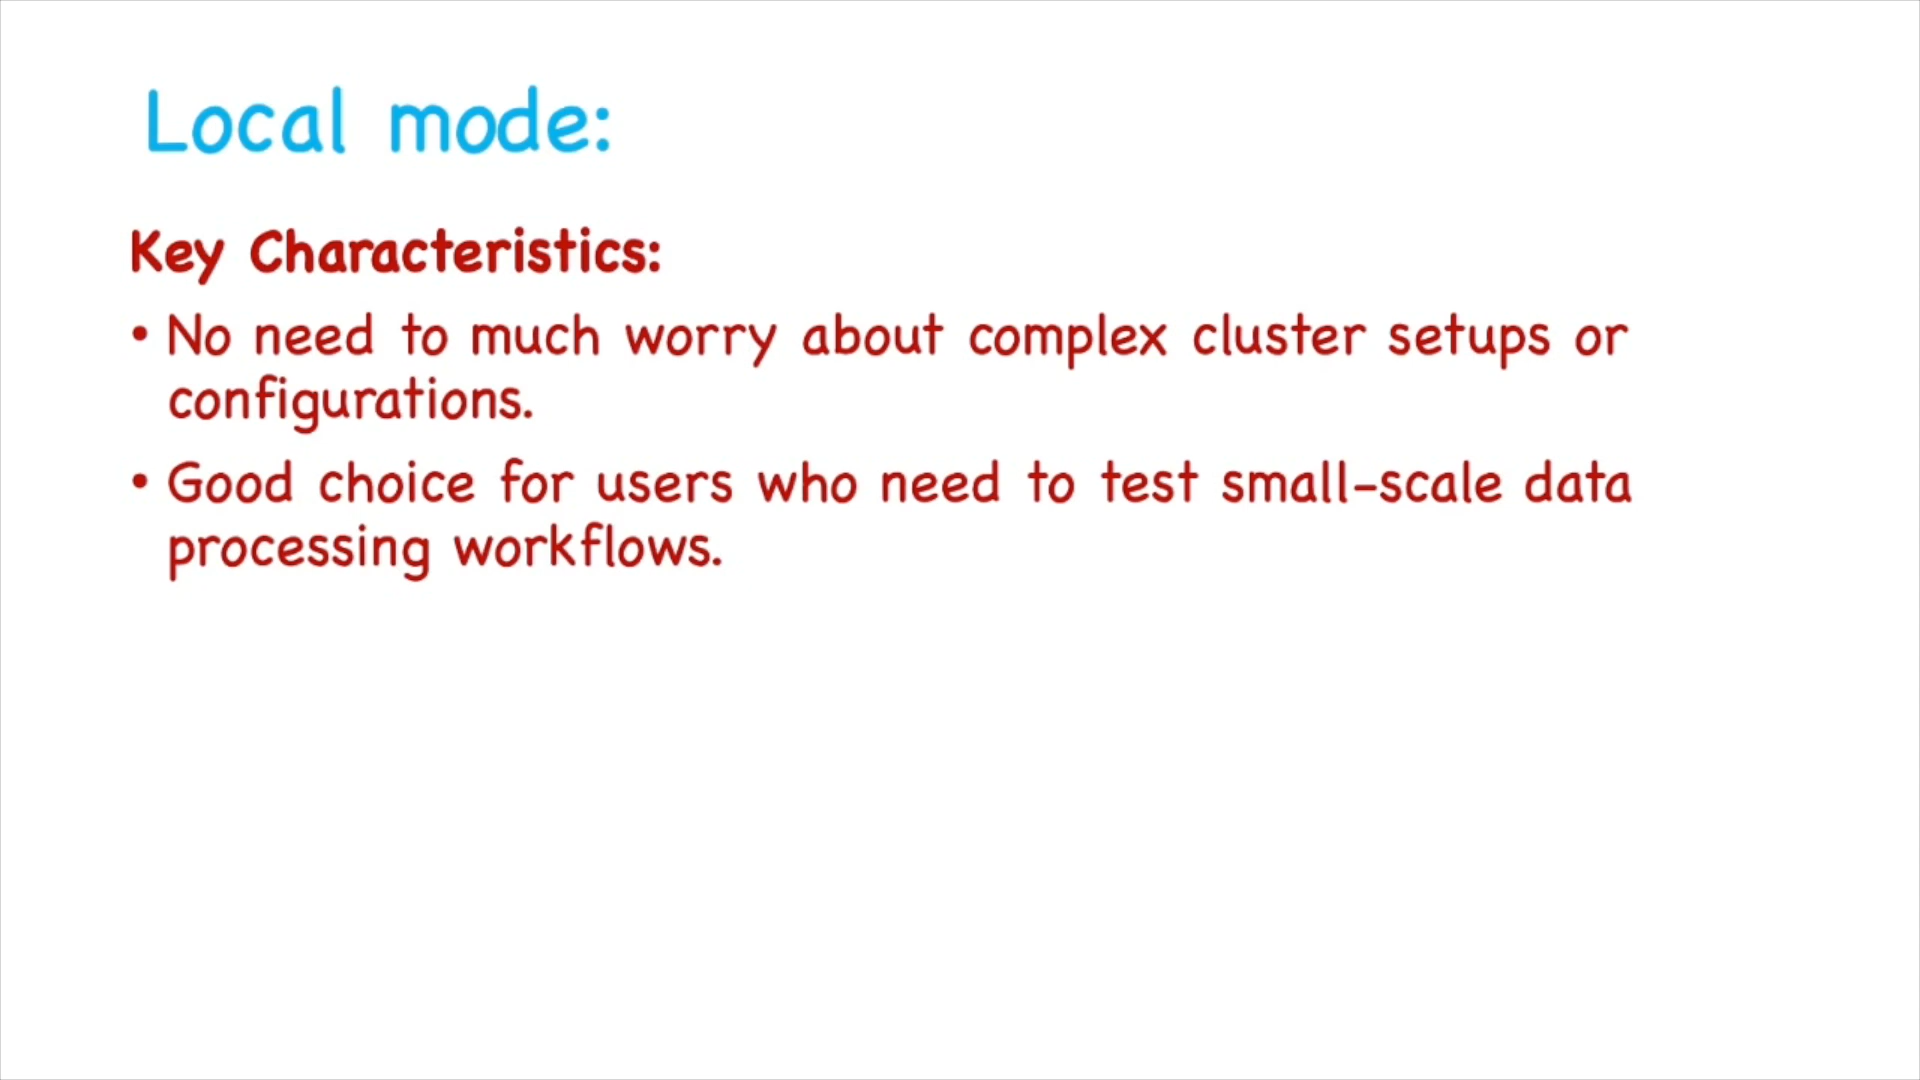 Local mode:
Key Characteristics:
• No need to much worry about complex cluster setups or
configurations.
• Good choice for users who need to test small-scale data
processing workflows.